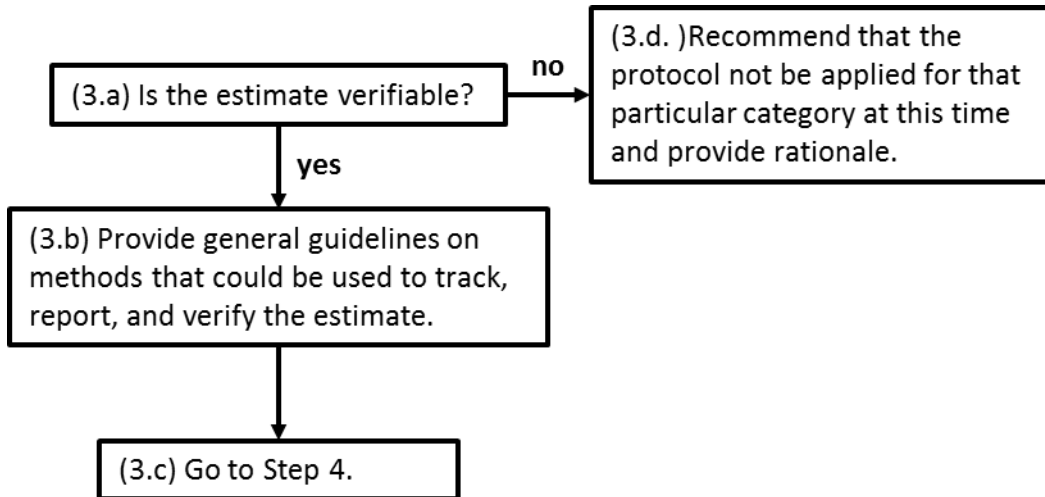 (3.a) Is the estimate verifiable?
no
(3.d. )Recommend that the
protocol not be applied for that
particular category at this time
and provide rationale.
yes
(3.b) Provide general guidelines on
methods that could be used to track,
report, and verify the estimate.
(3.c) Go to Step 4.